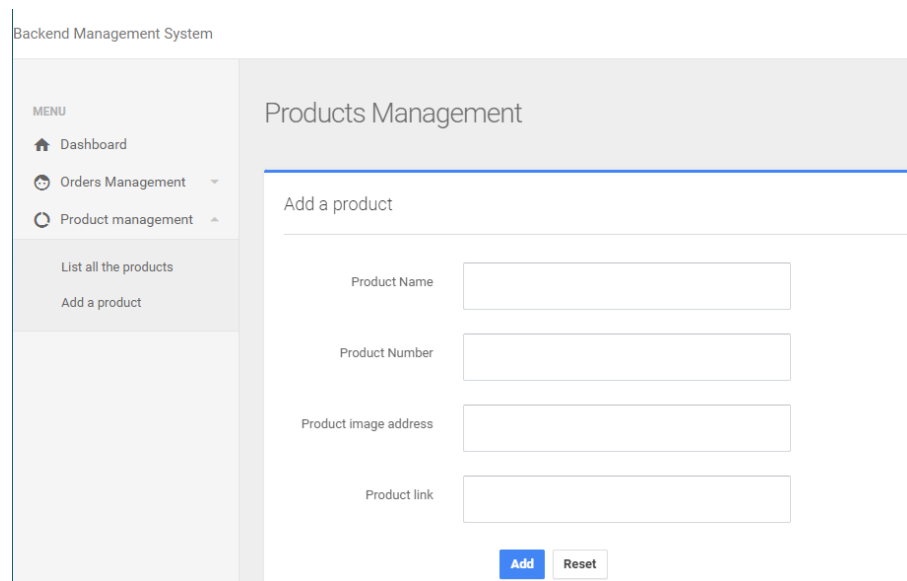 Backend Management System
MENU
Dashboard
Orders Management
Product management
List all the products
Add a product
Products Management
Add a product
Product Name
Product Number
Product image address
Product link
Add Reset